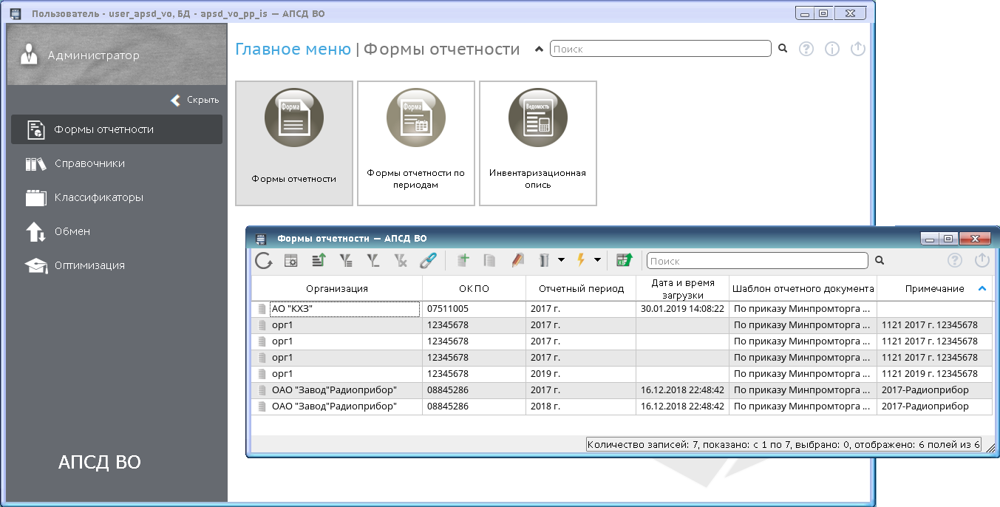 Пользователь - user_apsd_vo, БД - apsd_vo_pp_is — АПСД ВО
Администратор
Скрыть
Формы отчетности
Справочники
Классификаторы
Обмен
Оптимизация
АПСД ВО
Главное меню | Формы отчетности
Поиск
Форма
Формы отчетности
Форма
Формы отчетности по
периодам
Ведомость
Инвентаризационная
опись
Формы отчетности — АПСД ВО
Поиск
Организация ОКПО Отчетный период Дата и время загрузки Шаблон отчетного документа Примечание
АО "КХЗ" 07511005 2017 г. 30.01.2019 14:08:22 По приказу Минпромторга ...
орг1 12345678 2017 г. По приказу Минпромторга ... 1121 2017 г. 12345678
орг1 12345678 2017 г. По приказу Минпромторга ... 1121 2017 г. 12345678
орг1 12345678 2017 г. По приказу Минпромторга ... 1121 2017 г. 12345678
орг1 12345678 2019 г. По приказу Минпромторга ... 1121 2019 г. 12345678
ОАО "Завод"Радиоприбор" 08845286 2017 г. 16.12.2018 22:48:42 По приказу Минпромторга ... 2017-Радиоприбор
ОАО "Завод"Радиоприбор" 08845286 2018 г. 16.12.2018 22:48:42 По приказу Минпромторга ... 2017-Радиоприбор
Количество записей: 7, показано: с 1 по 7, выбрано: 0, отображено: 6 полей из 6